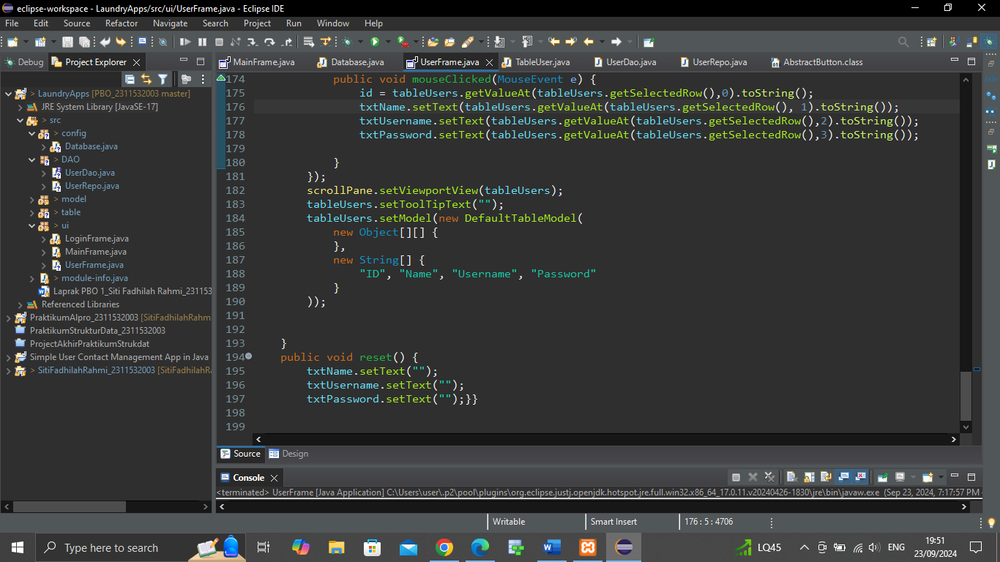 eclipse-workspace - LaundryApps/src/ui/UserFrame.java - Eclipse IDE
File Edit Source Refactor Navigate Search Project Run Window Help
Debug Project Explorer
MainFrame.java Database.java UserFrame.java TableUser.java UserDao.java UserRepo.java AbstractButton.class
> LaundryApps [PBO_2311532003 master]
JRE System Library [JavaSE-17]
> src
> config
Database.java
> DAO
UserDao.java
UserRepo.java
> model
> table
> ui
LoginFrame.java
MainFrame.java
UserFrame.java
> module-info.java
Laprak PBO 1_Siti Fadhilah Rahmi_231153
Referenced Libraries
PraktikumAlpro_2311532003 [SitiFadhilahRahm
PraktikumStrukturData_2311532003
ProjectAkhirPraktikumStrukdat
Simple User Contact Management App in Java
> SitiFadhilahRahmi_2311532003 [SitiFadhilahRa
174 public void mouseClicked(MouseEvent e) {
175 id = tableUsers.getValueAt(tableUsers.getSelectedRow(),0).toString();
176 txtName.setText(tableUsers.getValueAt(tableUsers.getSelectedRow(), 1).toString());
177 txtUsername.setText(tableUsers.getValueAt(tableUsers.getSelectedRow(),2).toString());
178 txtPassword.setText(tableUsers.getValueAt(tableUsers.getSelectedRow(),3).toString());
179
180 }
181 });
182 scrollPane.setViewportView(tableUsers);
183 tableUsers.setToolTipText("");
184 tableUsers.setModel(new DefaultTableModel(
185 new Object[][] {
186 },
187 new String[] {
188 "ID", "Name", "Username", "Password"
189 }
190 ));
191
192
193 }
194 public void reset() {
195 txtName.setText("");
196 txtUsername.setText("");
197 txtPassword.setText("");}}
198
199
Source Design
Console
<terminated> UserFrame [Java Application] C:\Users\user\.p2\pool\plugins\org.eclipse.justj.openjdk.hotspot.jre.full.win32.x86_64_17.0.11.v20240426-1830\jre\bin\javaw.exe (Sep 23, 2024, 7:17:57 PM -
Writable Smart Insert 176 : 5 : 4706
Type here to search
LQ45 ENG 19:51
23/09/2024